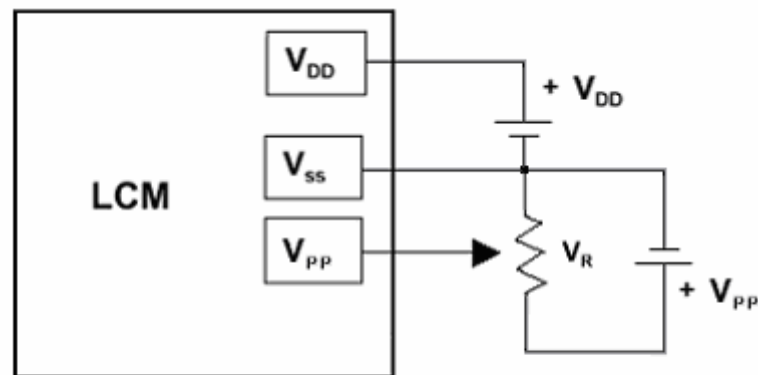 V_DD
+ V_DD
V_ss
LCM
V_PP
V_R
+ V_PP